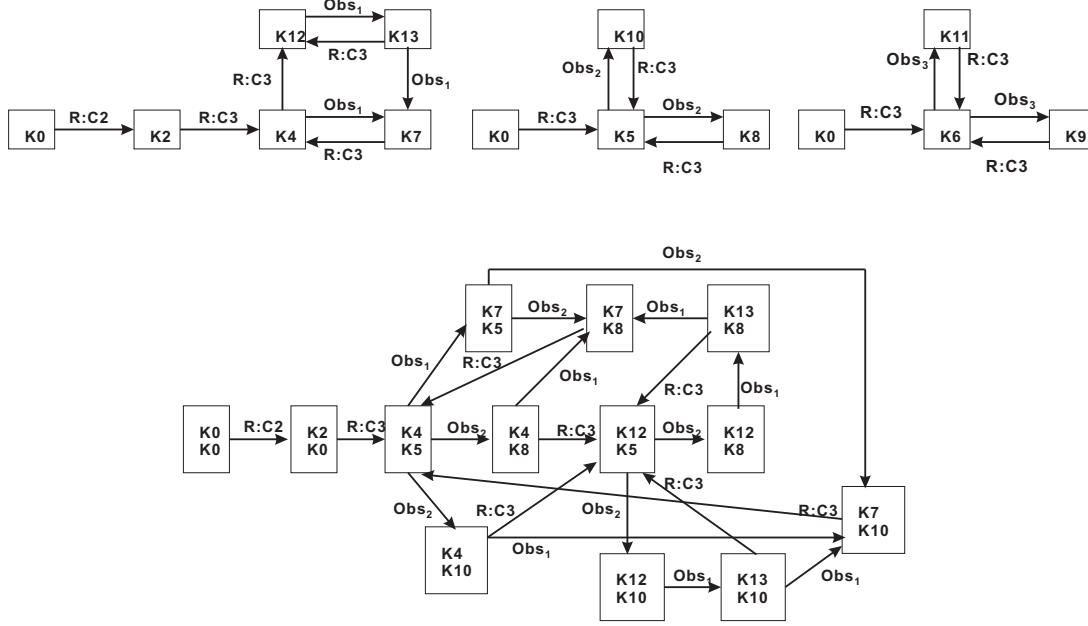 Obs1
K12 K13 K10 K11
R:C3
R:C3 Obs1 Obs2 R:C3 Obs3 R:C3
R:C2 R:C3 Obs1 R:C3 Obs2 R:C3 Obs3
K0 K2 K4 K7 K0 K5 K8 K0 K6 K9
R:C3 R:C3 R:C3
Obs2
K7 K7 K13
Obs2 Obs1
K5 K8 K8
Obs1 R:C3 Obs1 R:C3 Obs1
K0 K2 K4 K4 K12 K12
R:C2 R:C3 Obs2 R:C3 Obs2
K0 K0 K5 K8 K5 K8
R:C3
Obs2 R:C3 Obs2 R:C3 K7
K10
K4 Obs1
K10
K12 Obs1 K13 Obs1
K10 K10